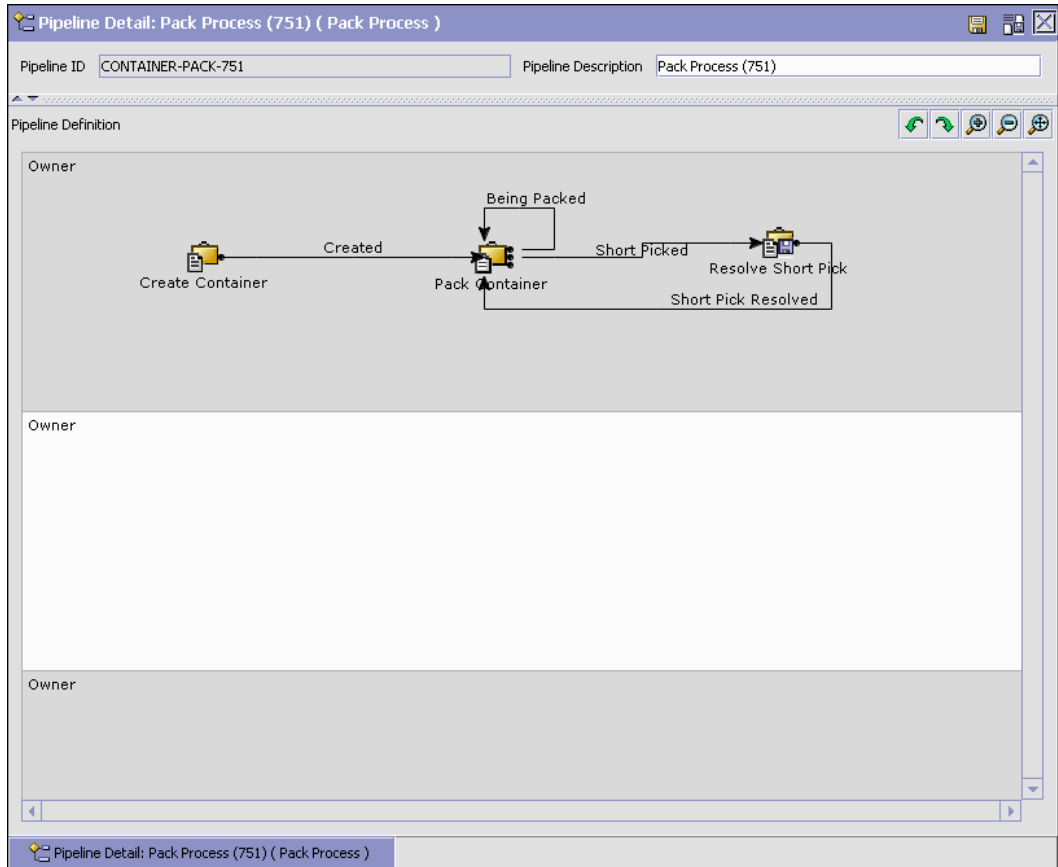 Pipeline Detail: Pack Process (751) ( Pack Process )
Pipeline ID CONTAINER-PACK-751 Pipeline Description Pack Process (751)
Pipeline Definition
Owner
Being Packed
Created
Short Picked
Create Container
Pack Container
Resolve Short Pick
Short Pick Resolved
Owner
Owner
Pipeline Detail: Pack Process (751) ( Pack Process )